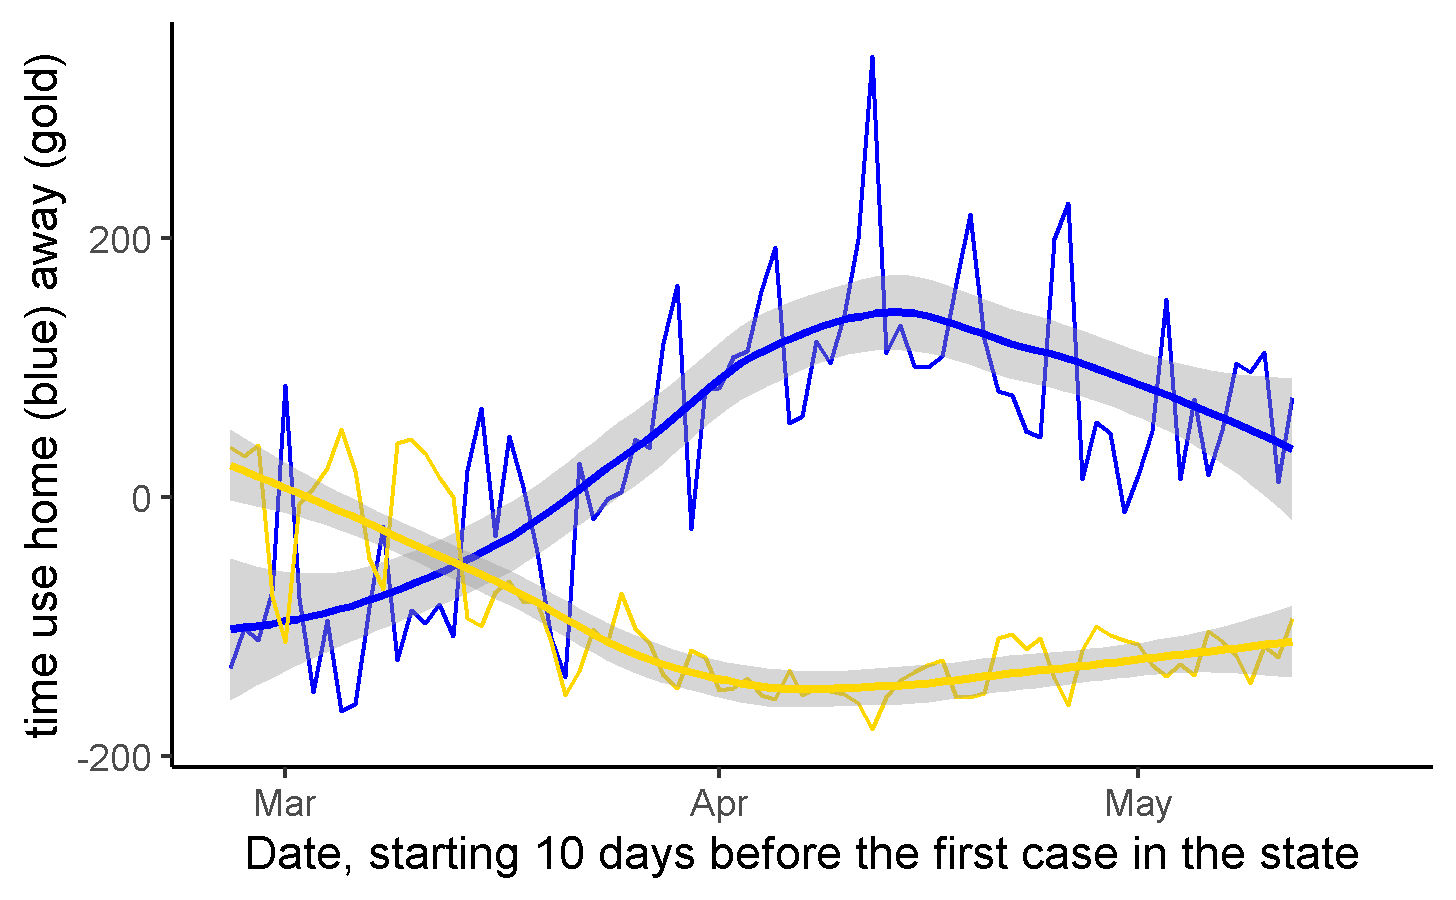 time use home (blue) away (gold)
200
0
-200
Mar
Apr
May
Date, starting 10 days before the first case in the state